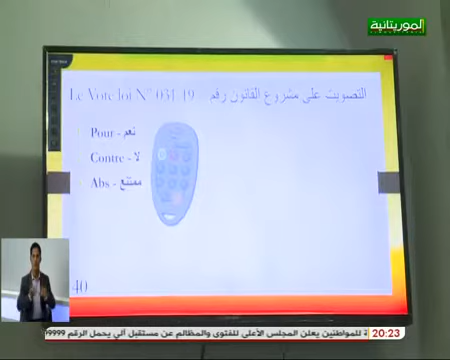 الموريتانية
التصويت على مشروع القانون رقم Le Vote loi N° 031-19
Pour - نعم
Contre - لا
Abs - ممتنع
40
20:23 للمواطنين يعلن المجلس الأعلى للفتوى والمظالم عن مستقبل آلي يحمل الرقم